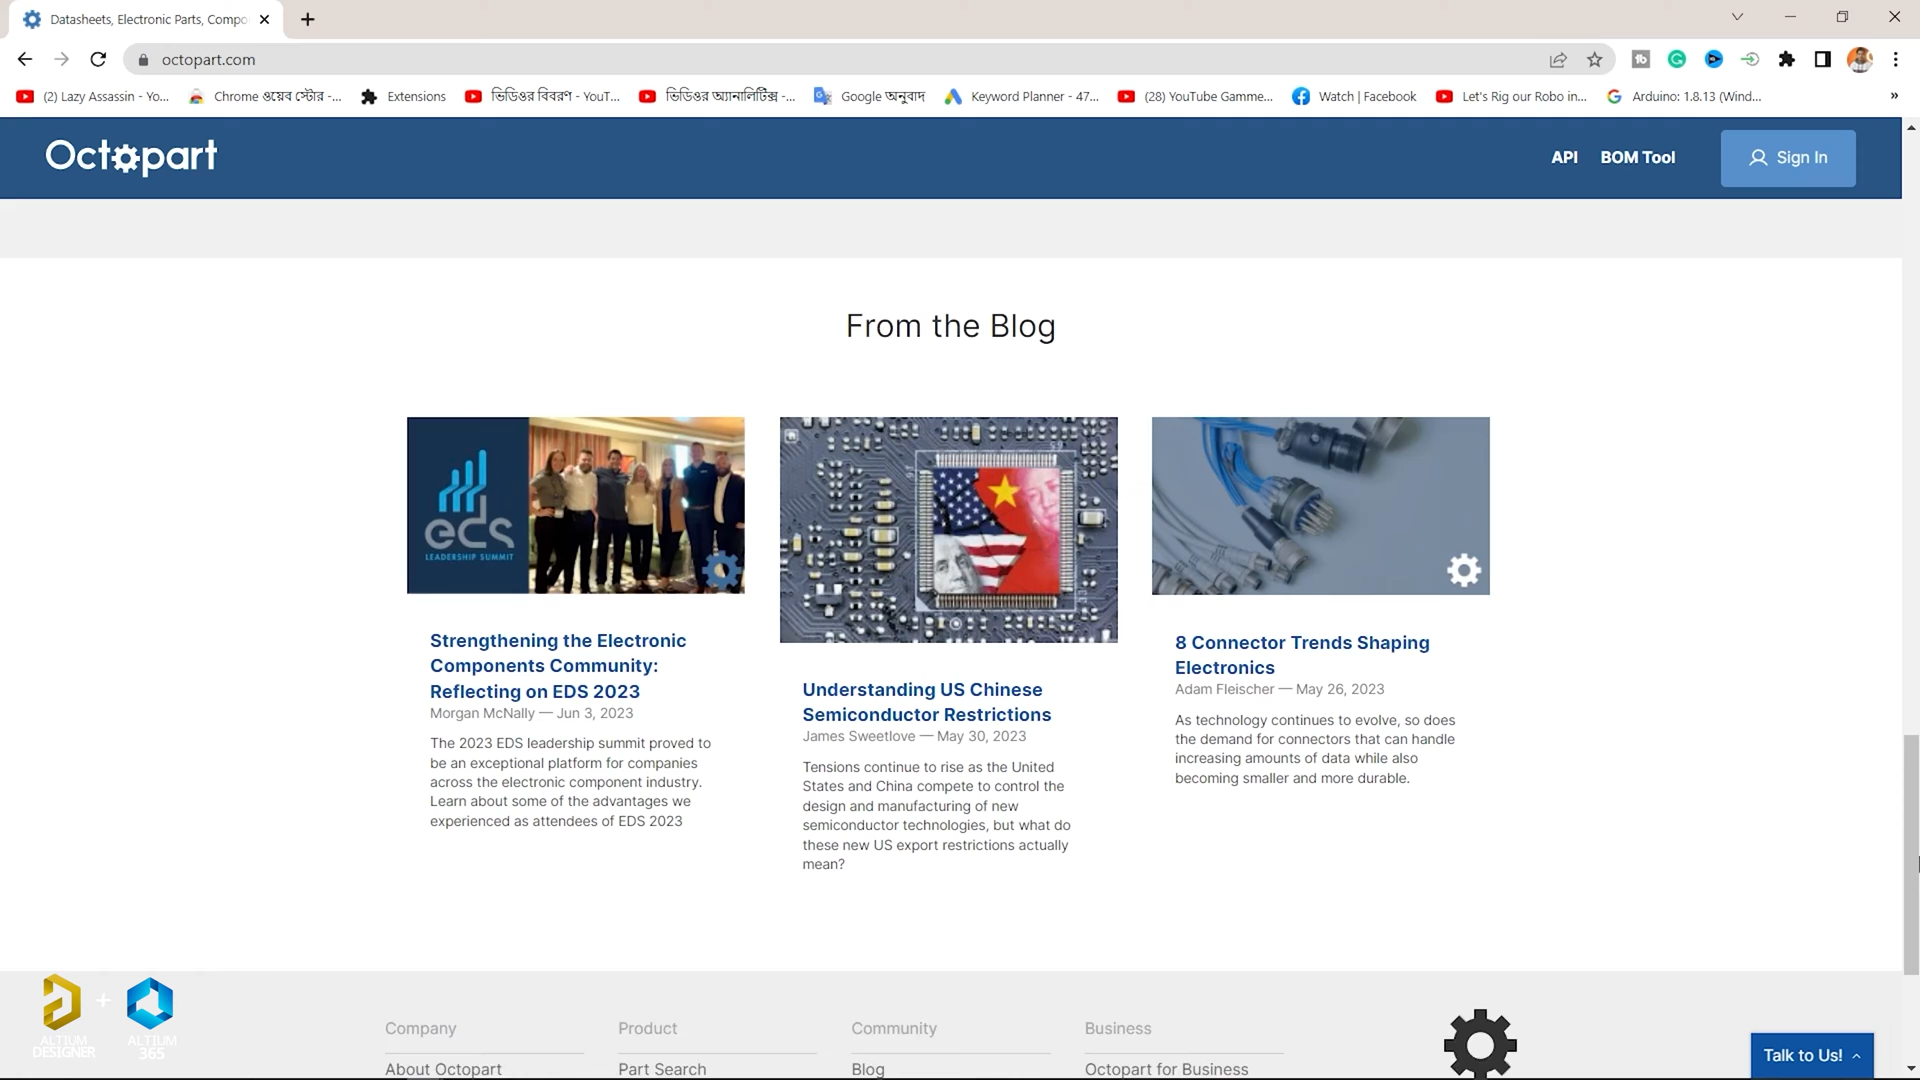 Datasheets, Electronic Parts, Compo
octopart.com
(2) Lazy Assassin - Yo...
Chrome ওয়েব স্টোর -...
Extensions
ভিডিওর বিবরণ - YouT...
ভিডিওর অ্যানালিটিক্স -...
Google অনুবাদ
Keyword Planner - 47...
(28) YouTube Gamme...
Watch | Facebook
Let's Rig our Robo in...
Arduino: 1.8.13 (Wind...
»
Octopart
API
BOM Tool
Sign In
From the Blog
eds
LEADERSHIP SUMMIT
Strengthening the Electronic
Components Community:
Reflecting on EDS 2023
Morgan McNally — Jun 3, 2023
The 2023 EDS leadership summit proved to
be an exceptional platform for companies
across the electronic component industry.
Learn about some of the advantages we
experienced as attendees of EDS 2023
Understanding US Chinese
Semiconductor Restrictions
James Sweetlove — May 30, 2023
Tensions continue to rise as the United
States and China compete to control the
design and manufacturing of new
semiconductor technologies, but what do
these new US export restrictions actually
mean?
8 Connector Trends Shaping
Electronics
Adam Fleischer — May 26, 2023
As technology continues to evolve, so does
the demand for connectors that can handle
increasing amounts of data while also
becoming smaller and more durable.
ALTIUM
DESIGNER
+
ALTIUM
365
Company
About Octopart
Product
Part Search
Community
Blog
Business
Octopart for Business
Talk to Us!